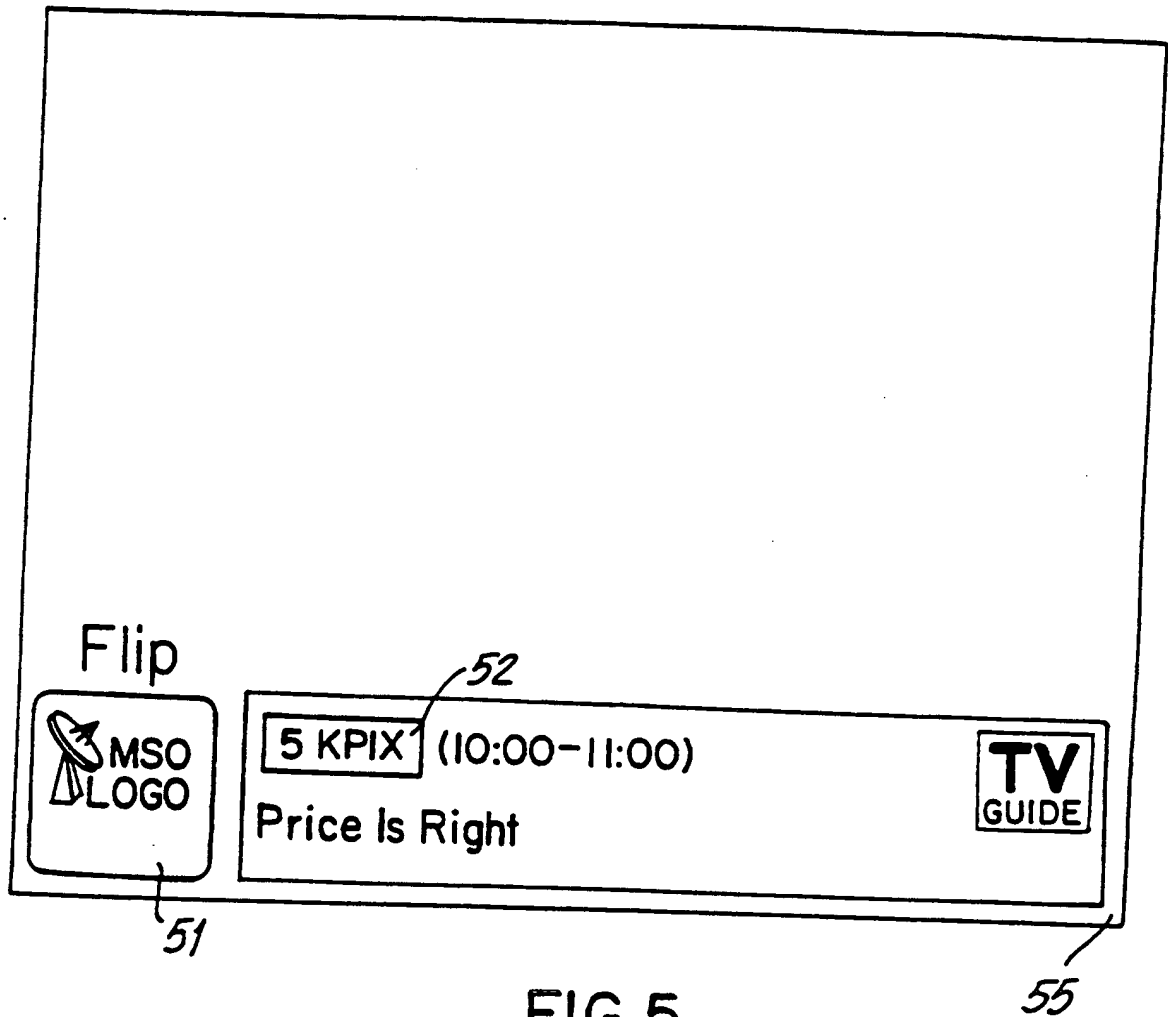 Flip
52
MSO
LOGO
5 KPIX (10:00-11:00)
TV
GUIDE
Price Is Right
51
55
FIG.5